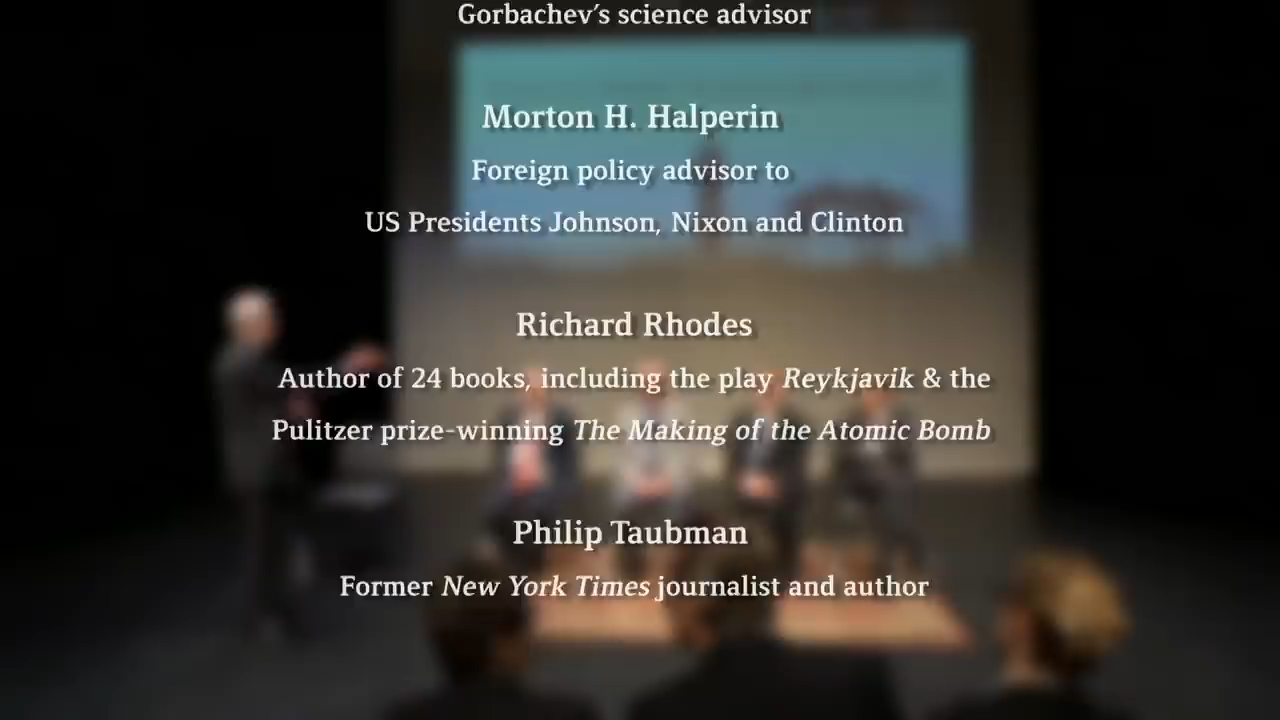 Gorbachev's science advisor
Morton H. Halperin
Foreign policy advisor to
US Presidents Johnson, Nixon and Clinton
Richard Rhodes
Author of 24 books, including the play Reykjavik & the
Pulitzer prize-winning The Making of the Atomic Bomb
Philip Taubman
Former New York Times journalist and author